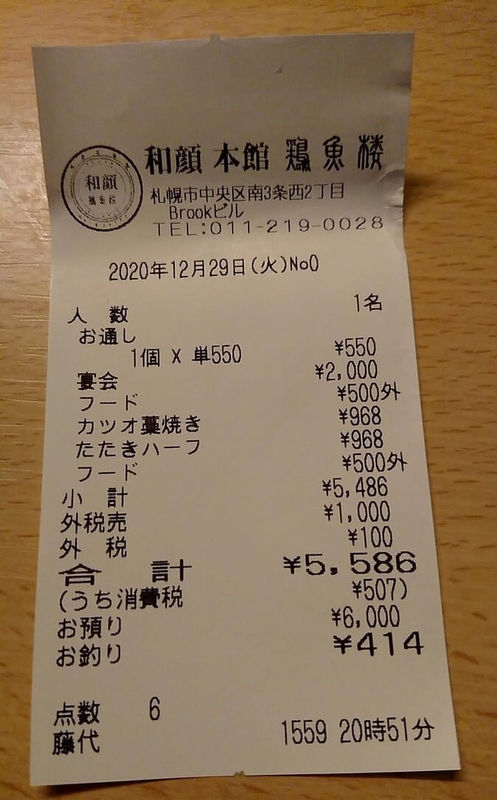 和顔
和顔 本館 鶏魚楼
札幌市中央区南3条西2丁目
Brookビル
TEL:011-219-0028
2020年12月29日(火)No0
人 数 1名
お通し
1個 X 単550 ¥550
宴会 ¥2,000
フード ¥500外
カツオ藁焼き ¥968
たたきハーフ ¥968
フード ¥500外
小 計 ¥5,486
外税売 ¥1,000
外 税 ¥100
合 計 ¥5,586
(うち消費税 ¥507)
お預り ¥6,000
お釣り ¥414
点数 6
藤代 1559 20時51分